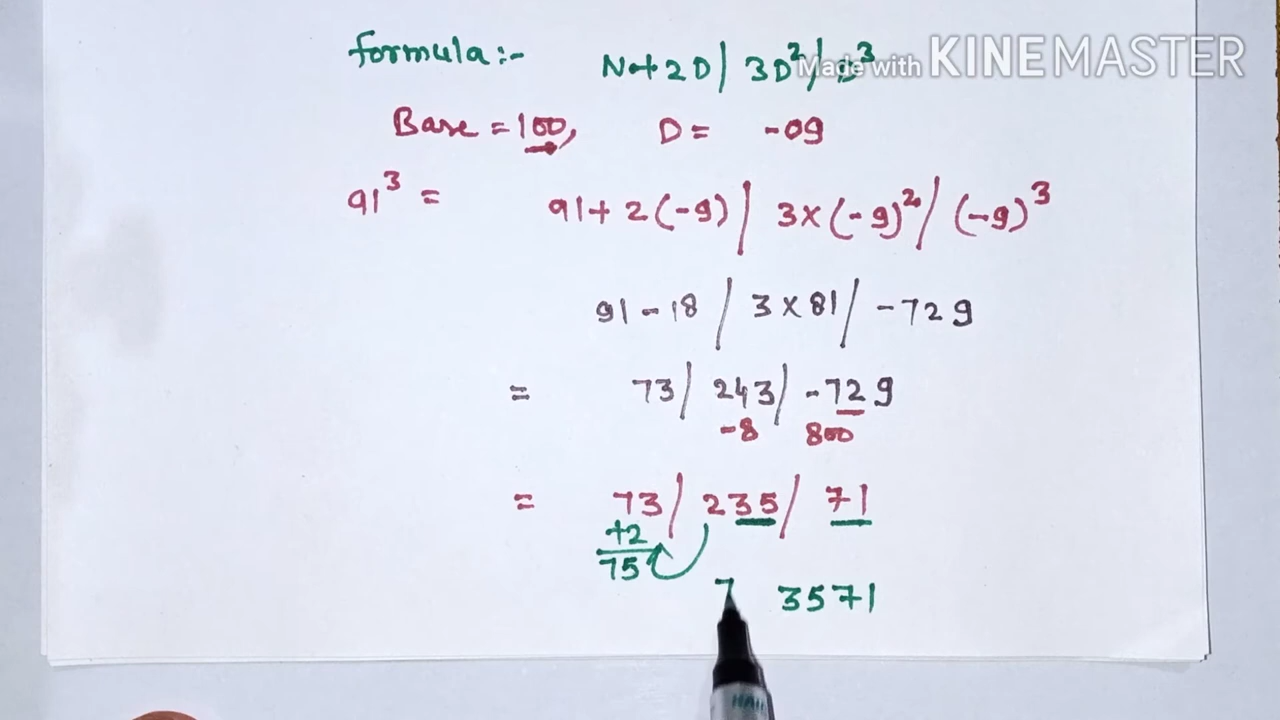 Formula:- N+2D/ 3D²/ D³
Made with KINEMASTER
Base = 100, D = -09
91³ = 91+ 2(-9)/ 3×(-9)²/ (-9)³
91-18 / 3×81/ -729
= 73/ 243/ -729
-8 800
= 73/ 235/ 71
+2
75
7 3571